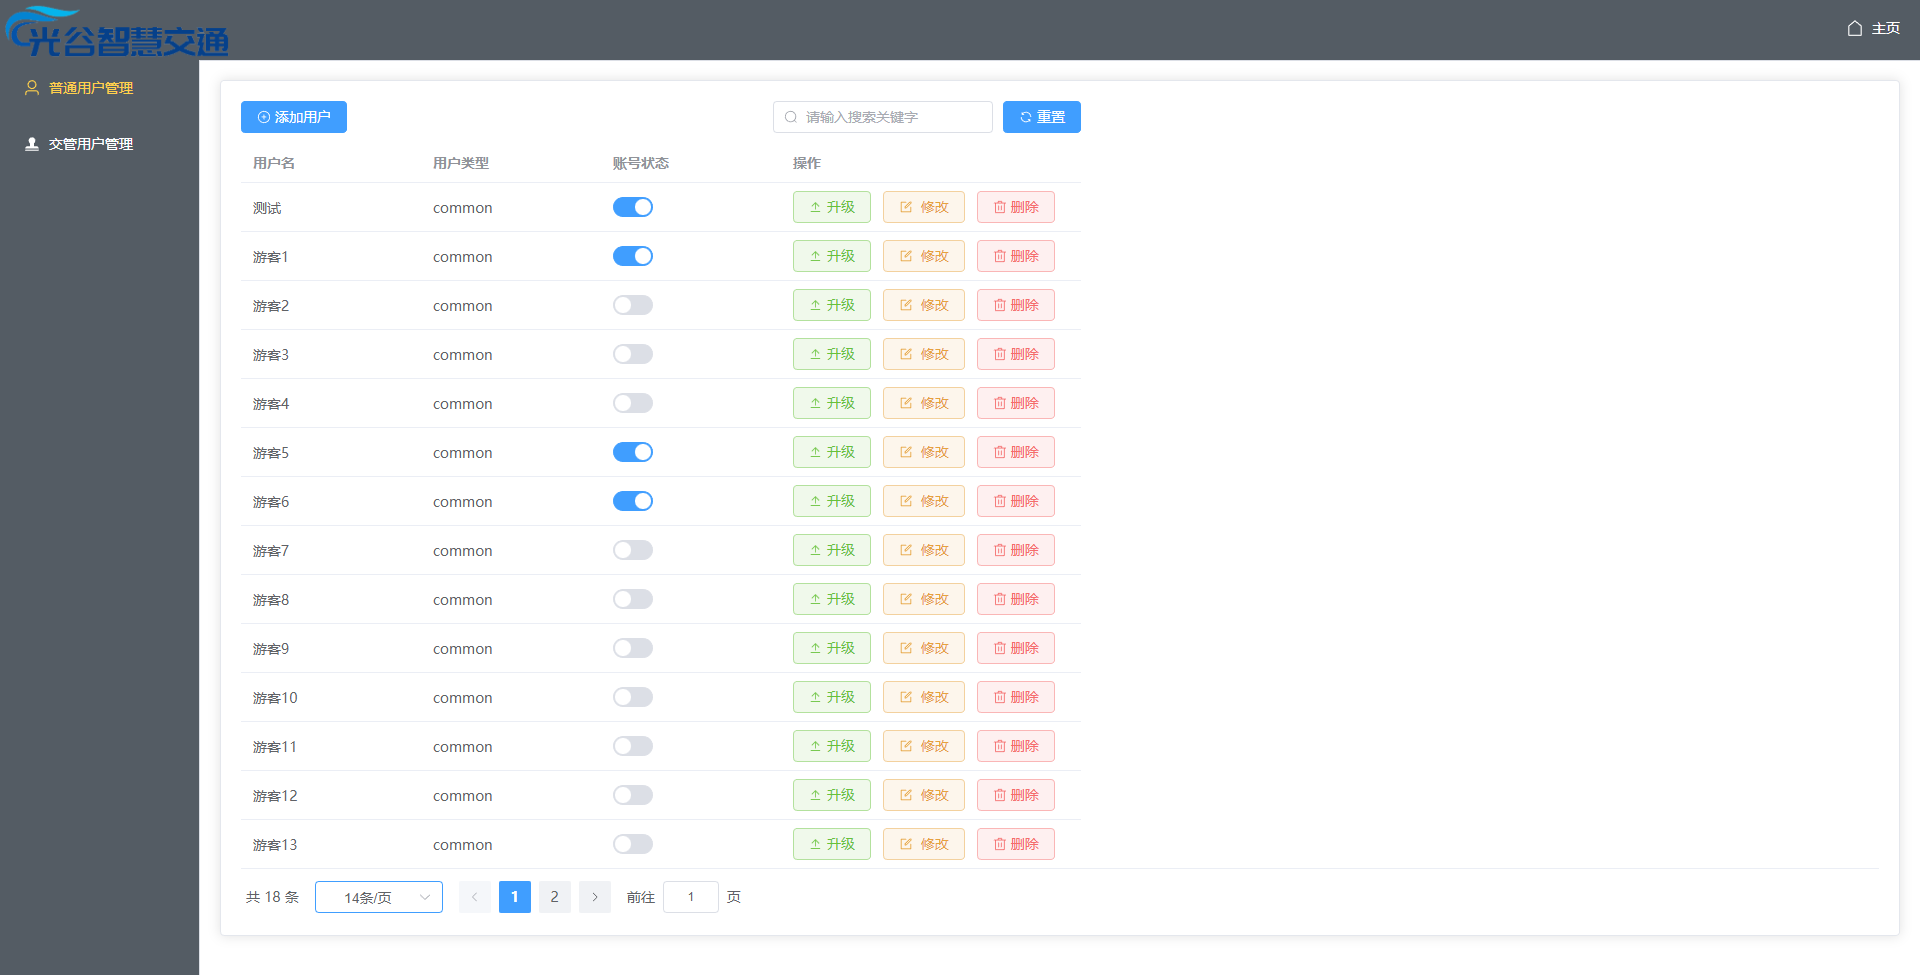 光谷智慧交通
主页
普通用户管理
交管用户管理
添加用户
请输入搜索关键字
重置
用户名 用户类型 账号状态 操作
测试 common 升级 修改 删除
游客1 common 升级 修改 删除
游客2 common 升级 修改 删除
游客3 common 升级 修改 删除
游客4 common 升级 修改 删除
游客5 common 升级 修改 删除
游客6 common 升级 修改 删除
游客7 common 升级 修改 删除
游客8 common 升级 修改 删除
游客9 common 升级 修改 删除
游客10 common 升级 修改 删除
游客11 common 升级 修改 删除
游客12 common 升级 修改 删除
游客13 common 升级 修改 删除
共 18 条 14条/页 1 2 前往 1 页